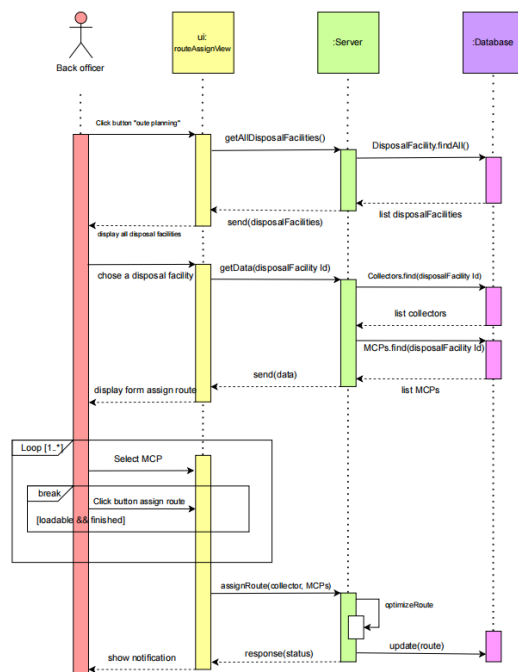 ui:
routeAssignView
:Server
:Database
Back officer
Click button "oute planning"
getAllDisposalFacilities()
DisposalFacility.findAll()
list disposalFacilities
send(disposalFacilities)
display all disposal facilities
chose a disposal facility
getData(disposalFacility Id)
Collectors.find(disposalFacility Id)
list collectors
MCPs.find(disposalFacility Id)
send(data)
list MCPs
display form assign route
Loop [1..*]
Select MCP
break
Click button assign route
[loadable && finished]
assignRoute(collector, MCPs)
optimizeRoute
response(status)
update(route)
show notification